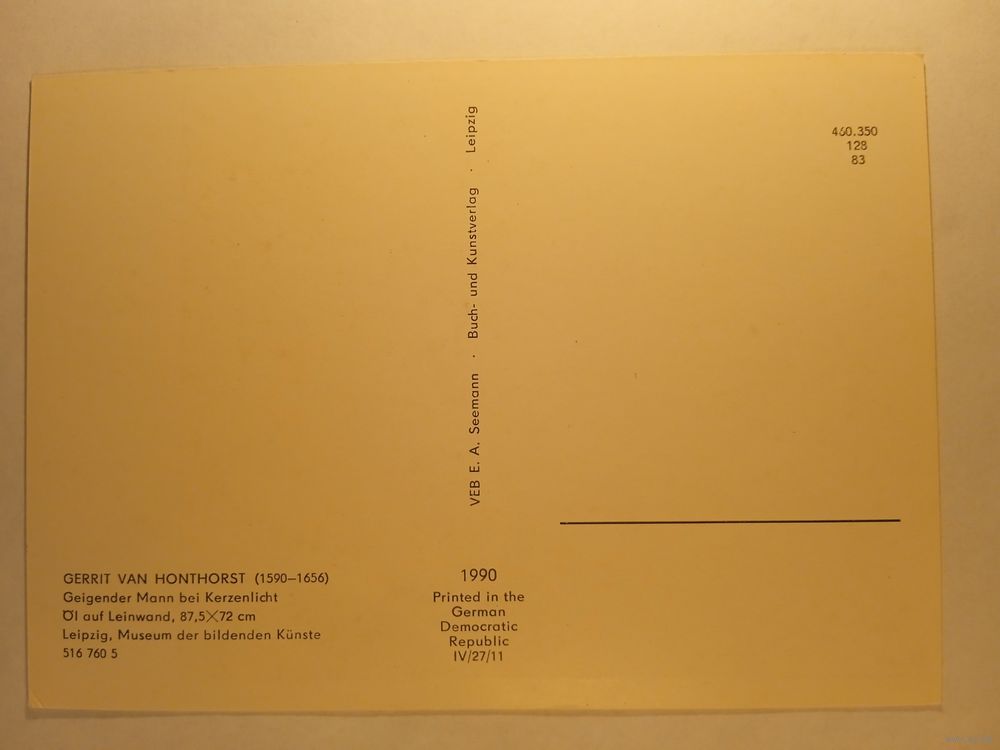 GERRIT VAN HONTHORST (1590–1656)
Geigender Mann bei Kerzenlicht
Öl auf Leinwand, 87,5×72 cm
Leipzig, Museum der bildenden Künste
516 760 5
VEB E. A. Seemann · Buch- und Kunstverlag · Leipzig
1990
Printed in the
German
Democratic
Republic
IV/27/11
460.350
128
83